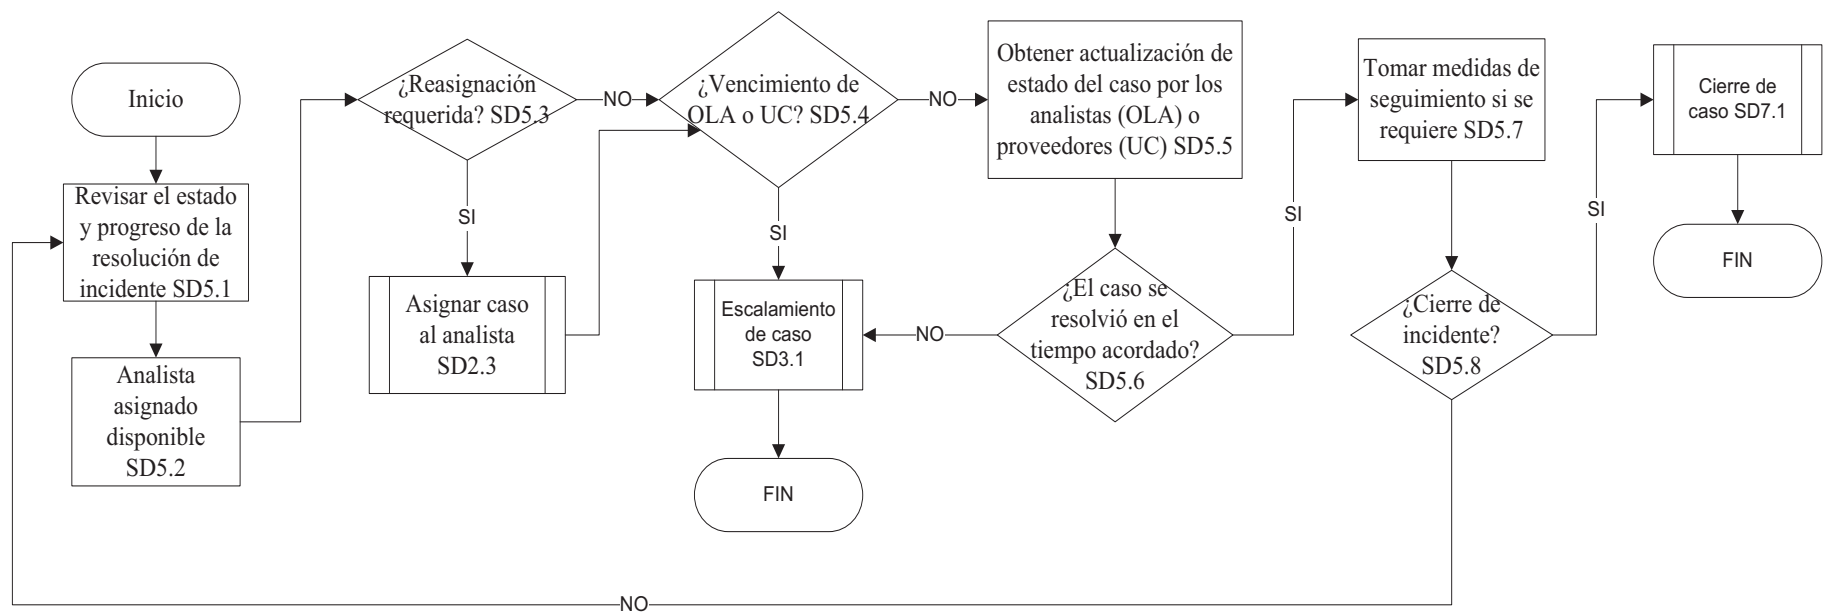 Inicio
Revisar el estado
y progreso de la
resolución de
incidente SD5.1
Analista
asignado
disponible
SD5.2
¿Reasignación
requerida? SD5.3
NO
SI
Asignar caso
al analista
SD2.3
¿Vencimiento de
OLA o UC? SD5.4
NO
SI
Escalamiento
de caso
SD3.1
FIN
Obtener actualización de
estado del caso por los
analistas (OLA) o
proveedores (UC) SD5.5
¿El caso se
resolvió en el
tiempo acordado?
SD5.6
NO
SI
Tomar medidas de
seguimiento si se
requiere SD5.7
¿Cierre de
incidente?
SD5.8
SI
NO
Cierre de
caso SD7.1
FIN